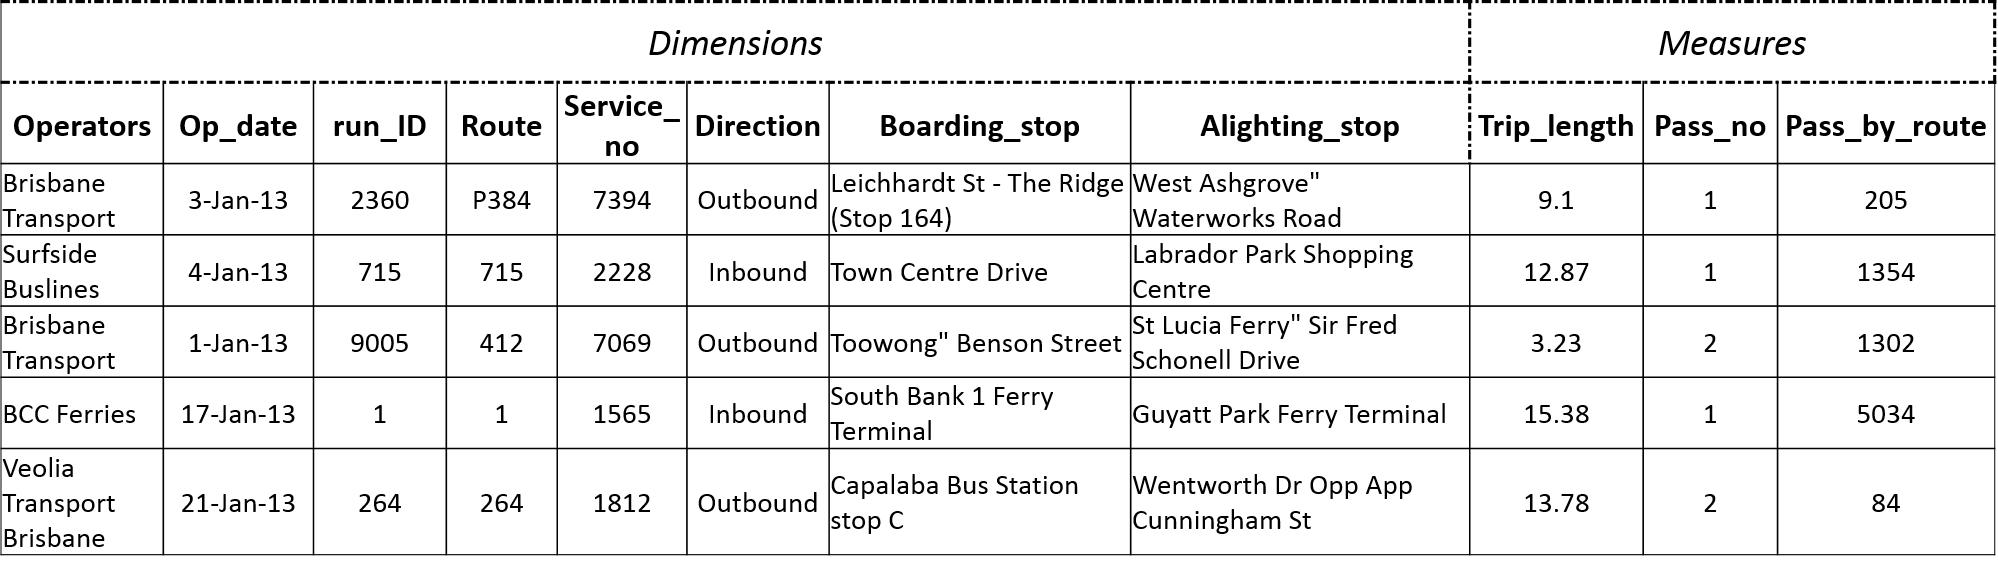 Dimensions Measures
Operators Op_date run_ID Route Service_no Direction Boarding_stop Alighting_stop Trip_length Pass_no Pass_by_route
Brisbane Transport 3-Jan-13 2360 P384 7394 Outbound Leichhardt St - The Ridge (Stop 164) West Ashgrove" Waterworks Road 9.1 1 205
Surfside Buslines 4-Jan-13 715 715 2228 Inbound Town Centre Drive Labrador Park Shopping Centre 12.87 1 1354
Brisbane Transport 1-Jan-13 9005 412 7069 Outbound Toowong" Benson Street St Lucia Ferry" Sir Fred Schonell Drive 3.23 2 1302
BCC Ferries 17-Jan-13 1 1 1565 Inbound South Bank 1 Ferry Terminal Guyatt Park Ferry Terminal 15.38 1 5034
Veolia Transport Brisbane 21-Jan-13 264 264 1812 Outbound Capalaba Bus Station stop C Wentworth Dr Opp App Cunningham St 13.78 2 84